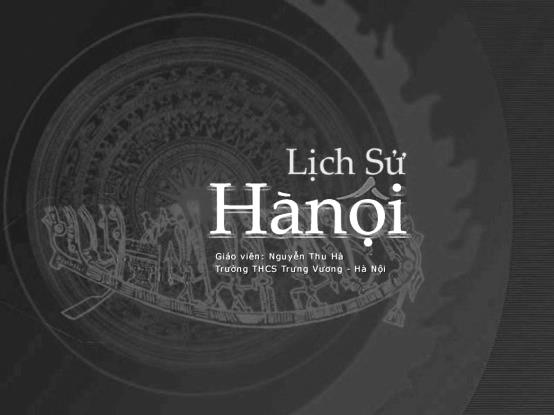 Lịch Sử
Hànội
Giáo viên: Nguyễn Thu Hà
Trường THCS Trưng Vương - Hà Nội